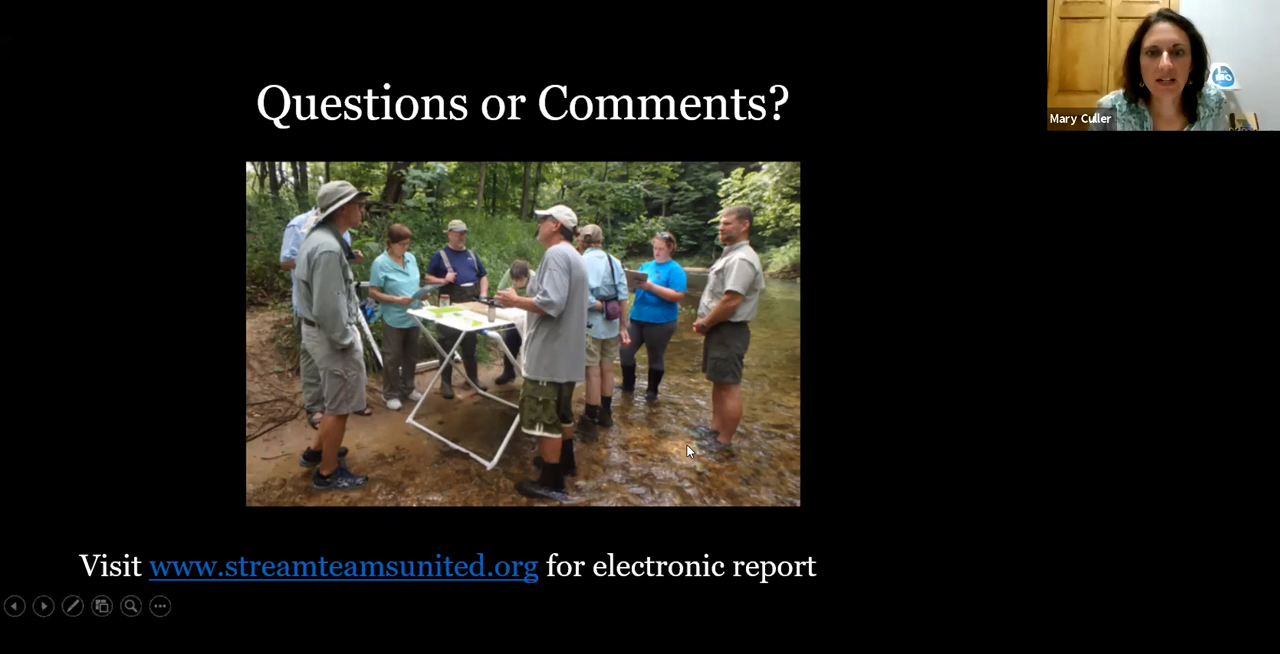 Questions or Comments?
Mary Culler
Visit www.streamteamsunited.org for electronic report